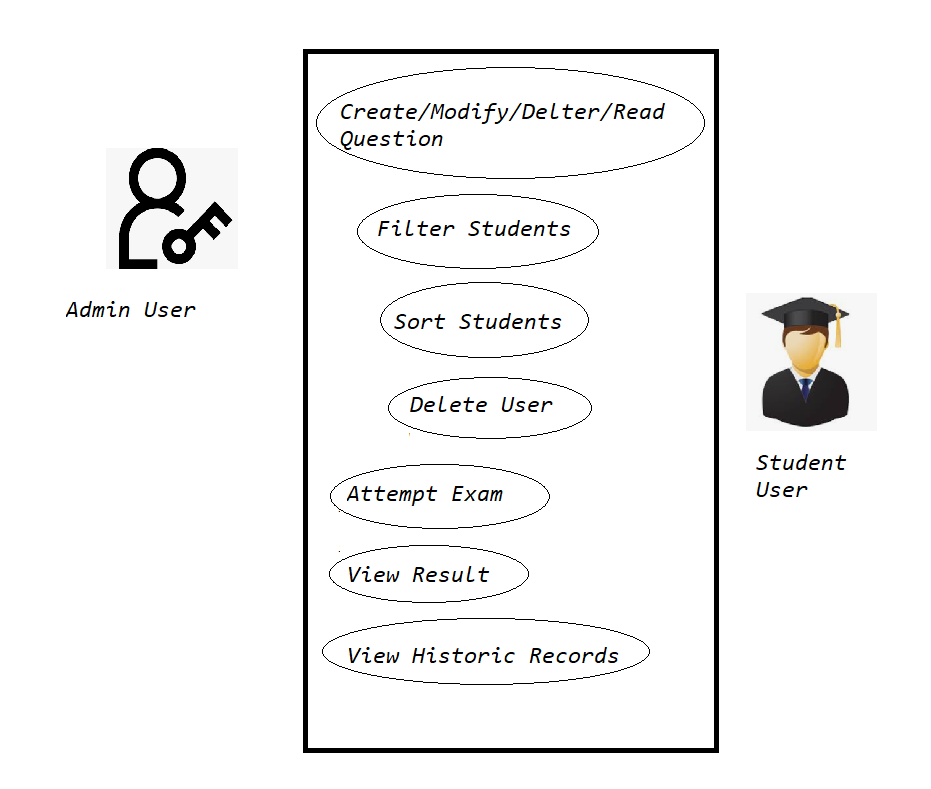 Create/Modify/Delter/Read
Question
Filter Students
Admin User
Sort Students
Delete User
Student
User
Attempt Exam
View Result
View Historic Records